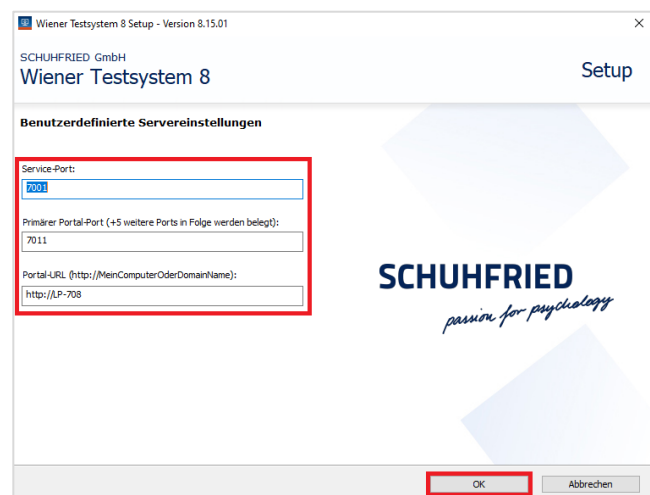 Wiener Testsystem 8 Setup - Version 8.15.01
SCHUHFRIED GmbH
Wiener Testsystem 8
Setup
Benutzerdefinierte Servereinstellungen
Service-Port:
7001
Primärer Portal-Port (+5 weitere Ports in Folge werden belegt):
7011
Portal-URL (http://MeinComputerOderDomainName):
http://LP-708
SCHUHFRIED
passion for psychology
OK
Abbrechen